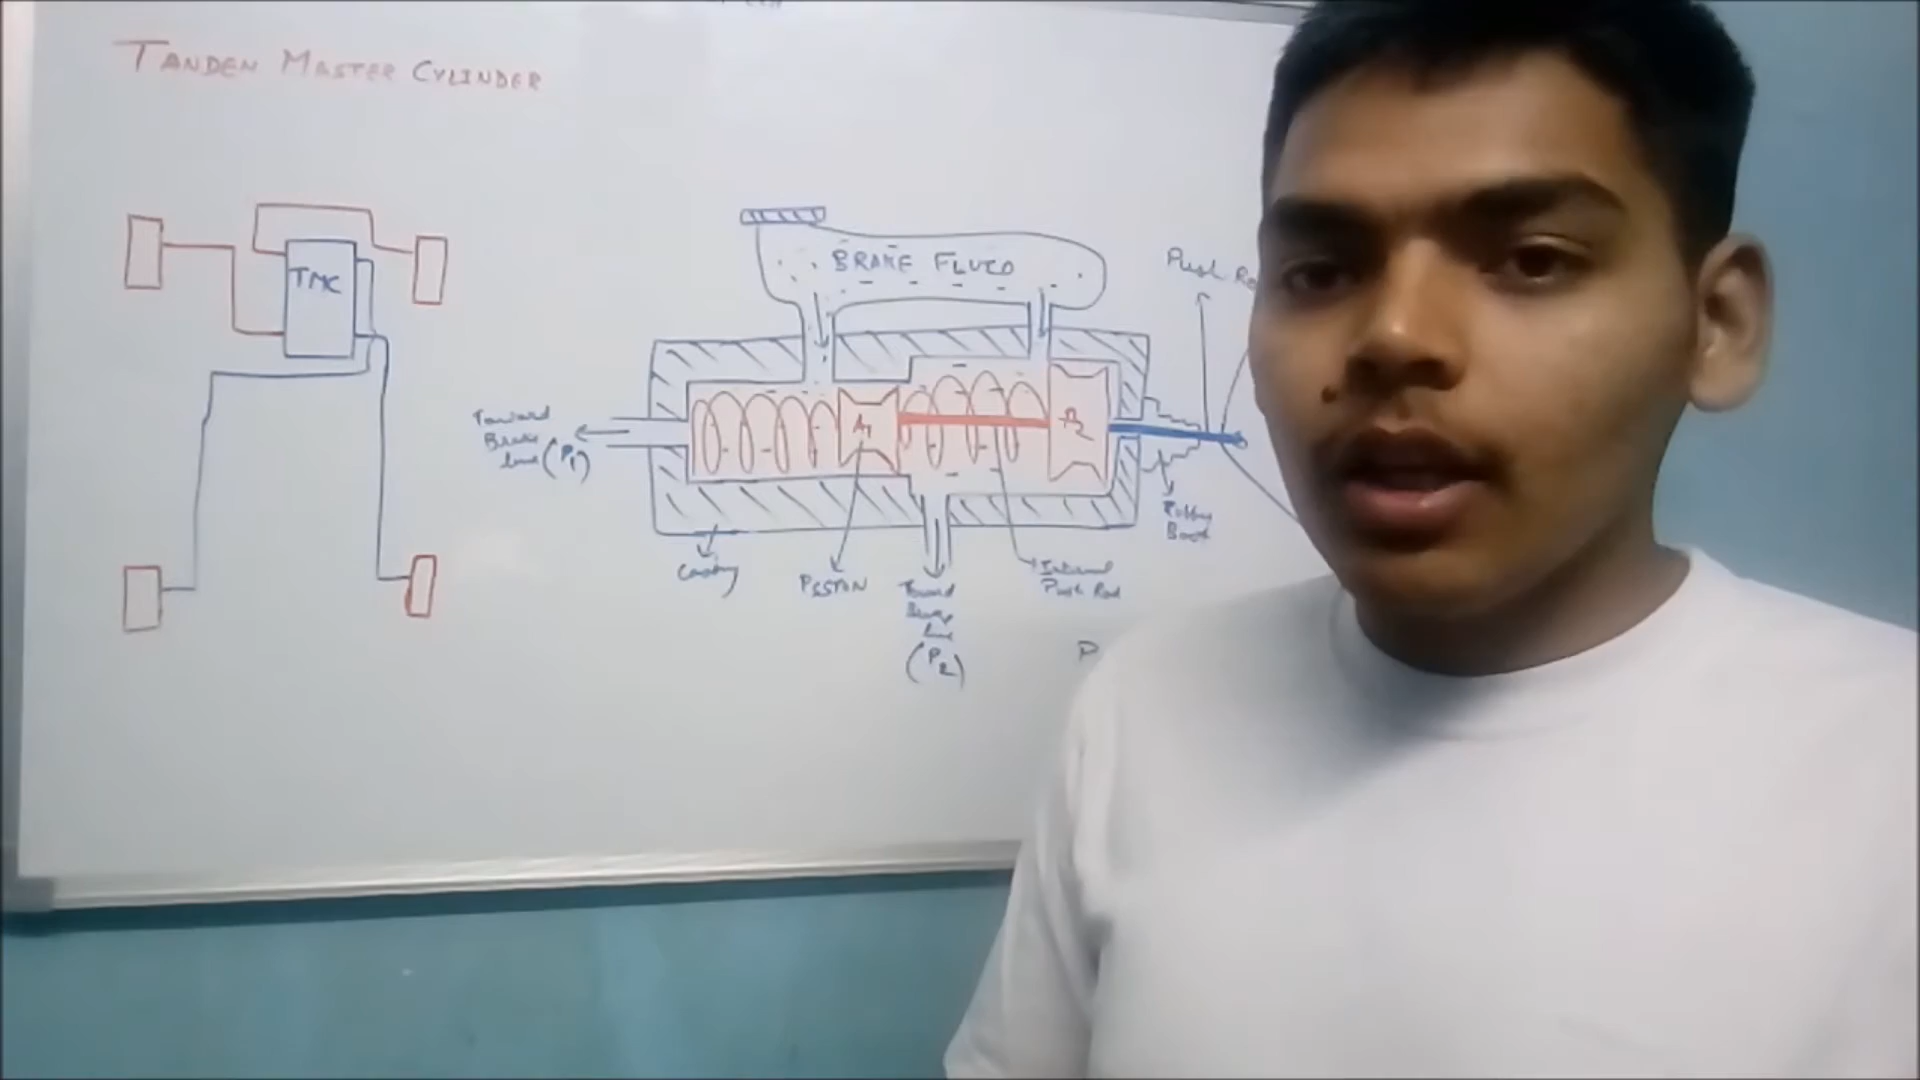 TANDEN MASTER CYLINDER
TMC
BRAKE FLUID
Push Ro
Toward
Brake
line (P1)
A1
A2
Rubber
Boot
Casing
PISTON
Toward
Brake
line
(P2)
Internal
Push Rod
P